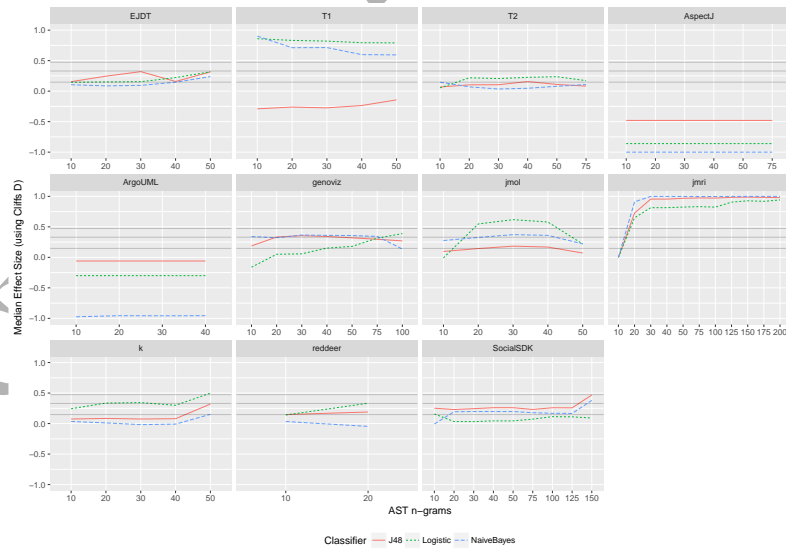 EJDT
T1
T2
AspectJ
1.0
0.5
0.0
−0.5
−1.0
10 20 30 40 50
10 20 30 40 50
10 20 30 40 50 75
10 20 30 40 50 75
ArgoUML
genoviz
jmol
jmri
1.0
0.5
0.0
−0.5
−1.0
10 20 30 40
10 20 30 40 50 75 100
10 20 30 40 50
10 20 30 40 50 75 100 125 150 175 200
k
reddeer
SocialSDK
1.0
0.5
0.0
−0.5
−1.0
10 20 30 40 50
10 20
10 20 30 40 50 75 100 125 150
Median Effect Size (using Cliffs D)
AST n−grams
Classifier J48 Logistic NaiveBayes